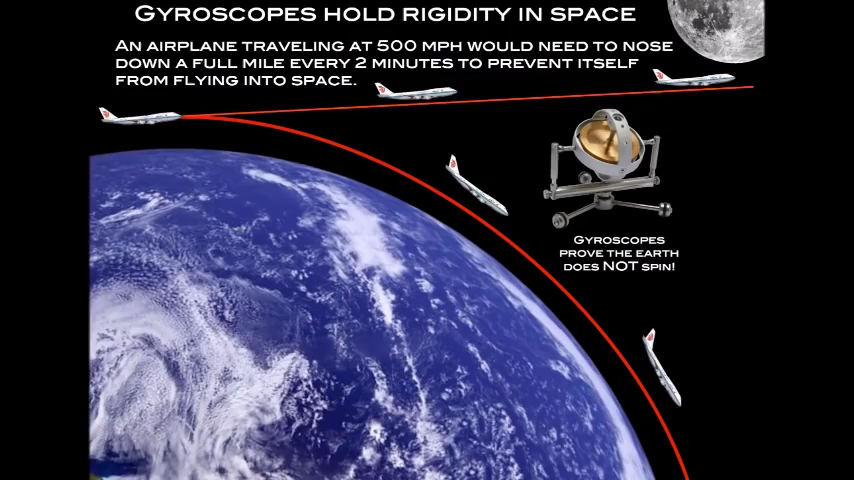 Gyroscopes hold rigidity in space
An airplane traveling at 500 mph would need to nose
down a full mile every 2 minutes to prevent itself
from flying into space.
Gyroscopes
prove the earth
does NOT spin!